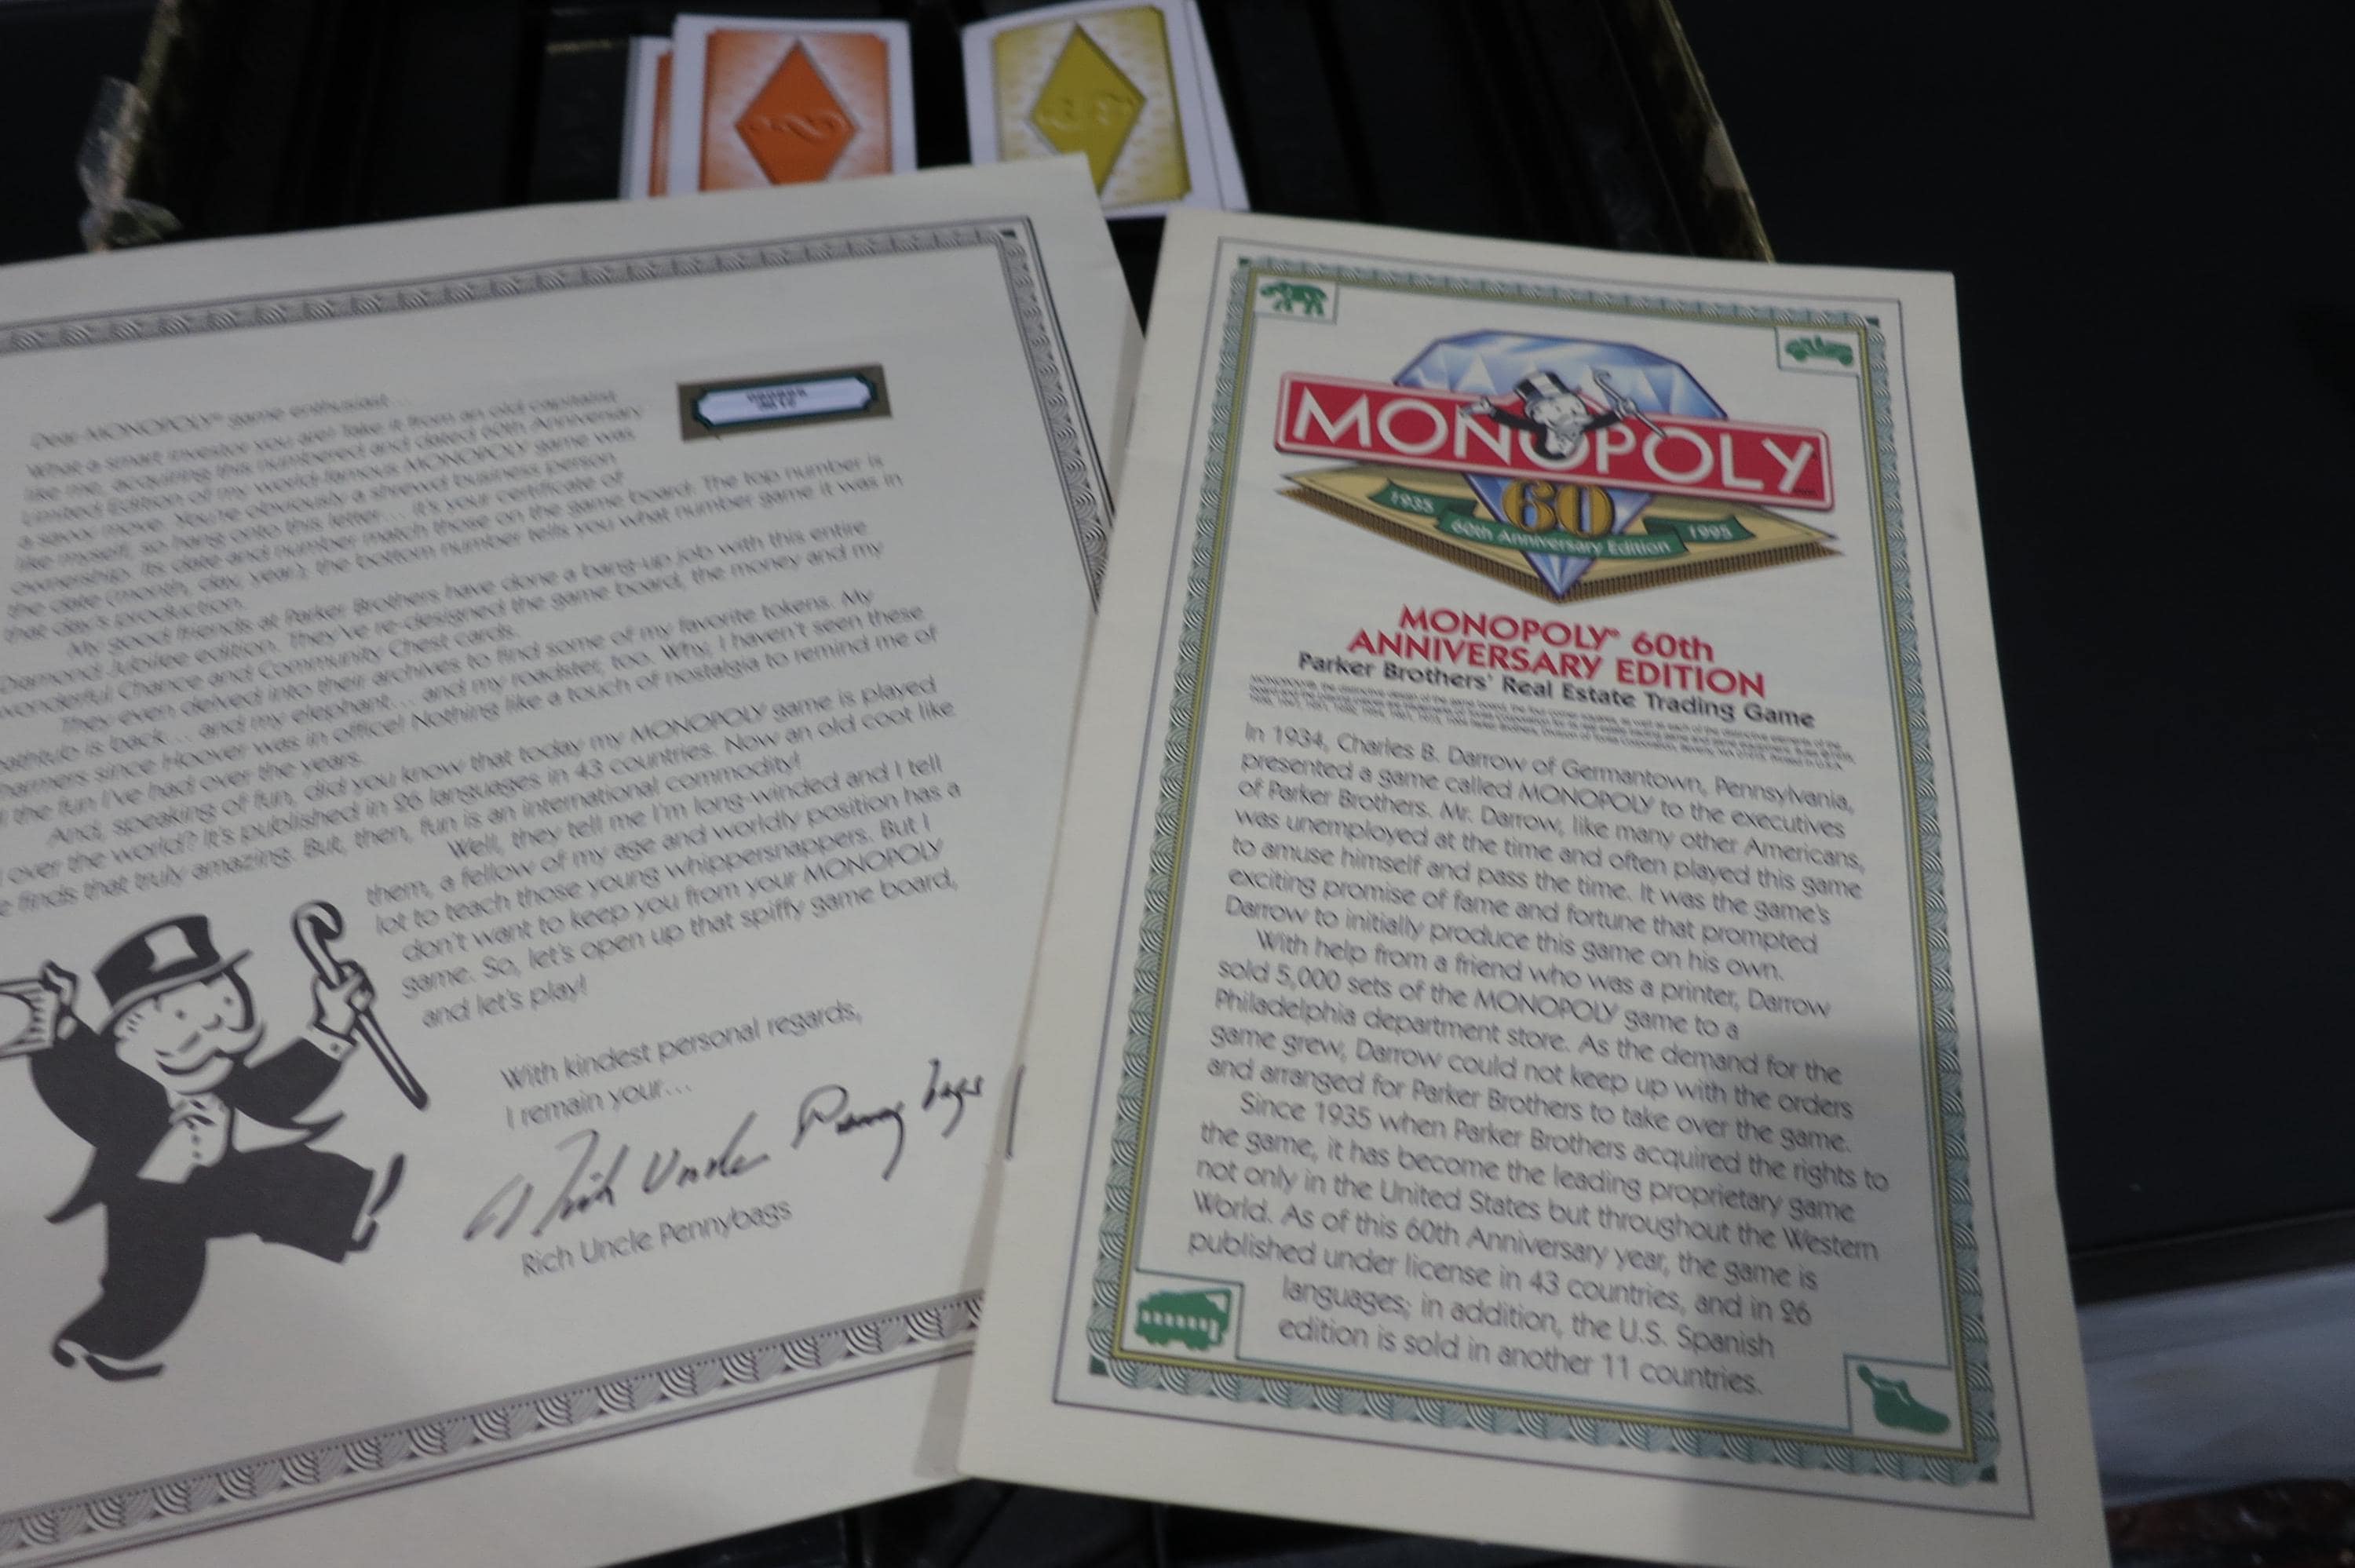 Dear MONOPOLY® game enthusiast...
What a smart investor you are! Take it from an old capitalist
like me, acquiring this numbered and dated 60th Anniversary
Limited Edition of my world-famous MONOPOLY game was
a savvy move. You're obviously a shrewd business person
like myself, so hang onto this letter... it's your certificate of
ownership. Its date and number match those on the game board. The top number is
the date (month, day, year); the bottom number tells you what number game it was in
that day's production.
My good friends at Parker Brothers have done a bang-up job with this entire
Diamond Jubilee edition. They've re-designed the game board, the money and my
wonderful Chance and Community Chest cards.
They even delved into their archives to find some of my favorite tokens. My
bathtub is back... and my elephant... and my roadster, too. Why, I haven't seen these
charmers since Hoover was in office! Nothing like a touch of nostalgia to remind me of
the fun I've had over the years.
And, speaking of fun, did you know that today my MONOPOLY game is played
over the world? It's published in 26 languages in 43 countries. Now an old coot like
finds that truly amazing. But, then, fun is an international commodity!
Well, they tell me I'm long-winded and I tell
them, a fellow of my age and worldly position has a
lot to teach those young whippersnappers. But I
don't want to keep you from your MONOPOLY
game. So, let's open up that spiffy game board,
and let's play!
With kindest personal regards,
I remain your...
Rich Uncle Pennybags
Rich Uncle Pennybags
MONOPOLY
60
1935 60th Anniversary Edition 1995
MONOPOLY® 60th
ANNIVERSARY EDITION
Parker Brothers' Real Estate Trading Game
In 1934, Charles B. Darrow of Germantown, Pennsylvania,
presented a game called MONOPOLY to the executives
of Parker Brothers. Mr. Darrow, like many other Americans,
was unemployed at the time and often played this game
to amuse himself and pass the time. It was the game's
exciting promise of fame and fortune that prompted
Darrow to initially produce this game on his own.
With help from a friend who was a printer, Darrow
sold 5,000 sets of the MONOPOLY game to a
Philadelphia department store. As the demand for the
game grew, Darrow could not keep up with the orders
and arranged for Parker Brothers to take over the game.
Since 1935 when Parker Brothers acquired the rights to
the game, it has become the leading proprietary game
not only in the United States but throughout the Western
World. As of this 60th Anniversary year, the game is
published under license in 43 countries, and in 26
languages; in addition, the U.S. Spanish
edition is sold in another 11 countries.